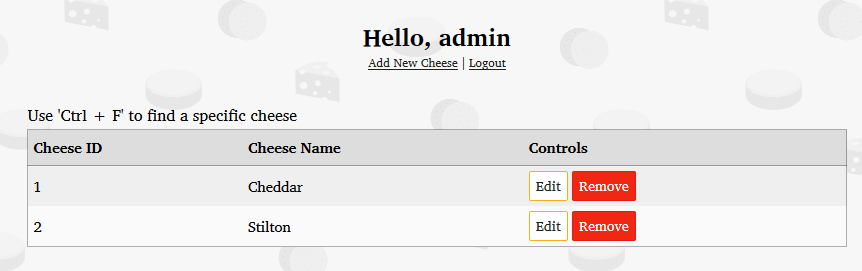 Hello, admin
Add New Cheese | Logout
Use 'Ctrl + F' to find a specific cheese
Cheese ID Cheese Name Controls
1 Cheddar Edit Remove
2 Stilton Edit Remove